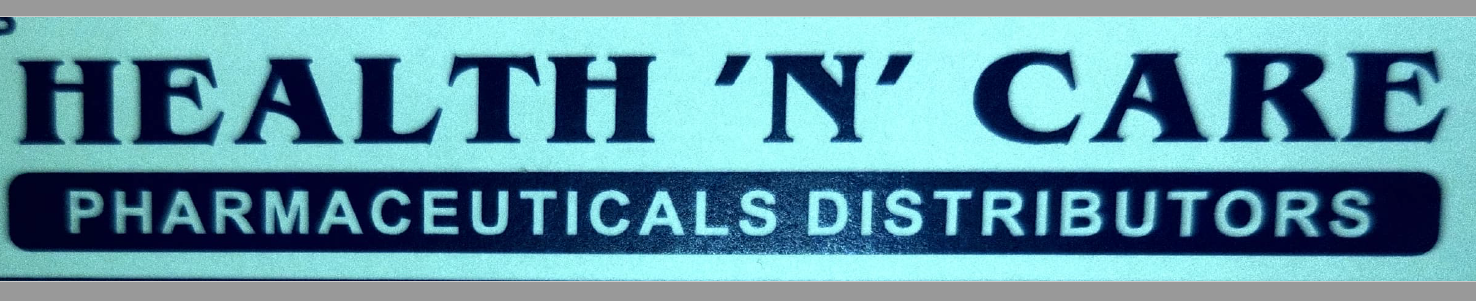 HEALTH 'N' CARE
PHARMACEUTICALS DISTRIBUTORS